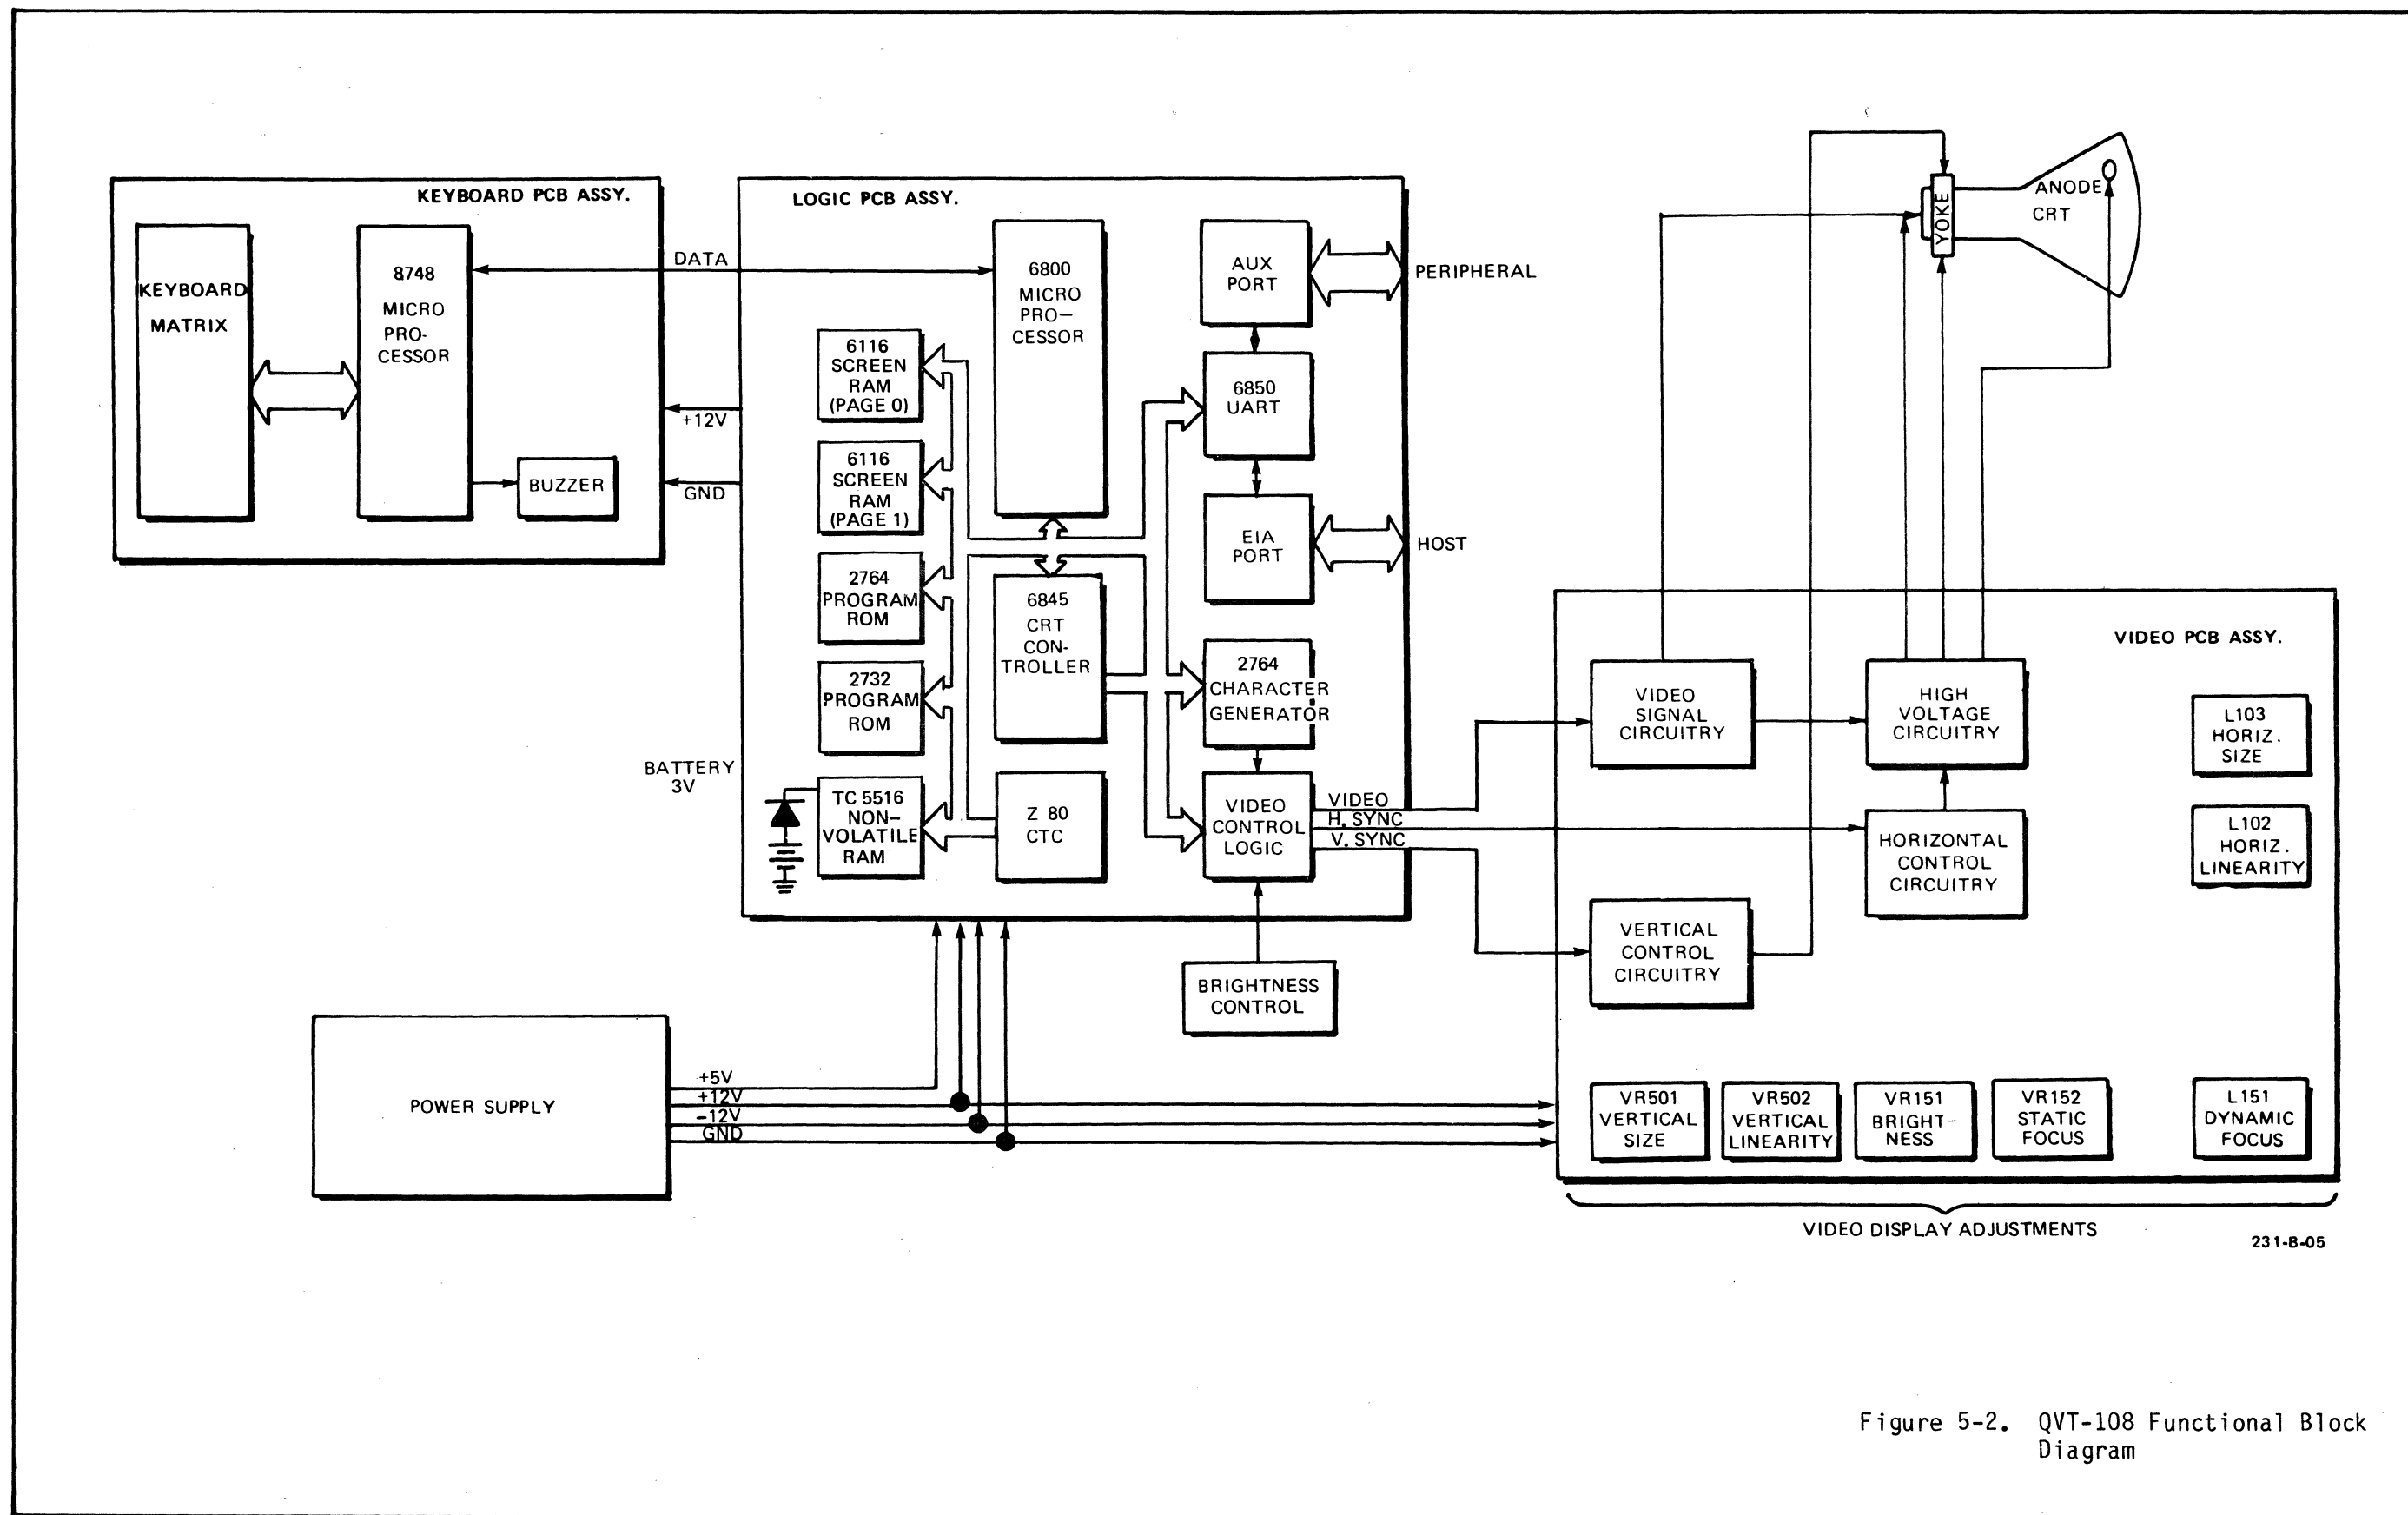 KEYBOARD PCB ASSY.
KEYBOARD
MATRIX
8748
MICRO
PRO-
CESSOR
BUZZER
DATA
+12V
GND
LOGIC PCB ASSY.
6800
MICRO
PRO—
CESSOR
6116
SCREEN
RAM
(PAGE 0)
6116
SCREEN
RAM
(PAGE 1)
2764
PROGRAM
ROM
2732
PROGRAM
ROM
BATTERY
3V
TC 5516
NON-
VOLATILE
RAM
6845
CRT
CON-
TROLLER
Z 80
CTC
AUX
PORT
PERIPHERAL
6850
UART
EIA
PORT
HOST
2764
CHARACTER
GENERATOR
VIDEO
CONTROL
LOGIC
VIDEO
H. SYNC
V. SYNC
BRIGHTNESS
CONTROL
POWER SUPPLY
+5V
+12V
-12V
GND
YOKE
ANODE
CRT
VIDEO PCB ASSY.
VIDEO
SIGNAL
CIRCUITRY
HIGH
VOLTAGE
CIRCUITRY
L103
HORIZ.
SIZE
HORIZONTAL
CONTROL
CIRCUITRY
L102
HORIZ.
LINEARITY
VERTICAL
CONTROL
CIRCUITRY
VR501
VERTICAL
SIZE
VR502
VERTICAL
LINEARITY
VR151
BRIGHT—
NESS
VR152
STATIC
FOCUS
L151
DYNAMIC
FOCUS
VIDEO DISPLAY ADJUSTMENTS
231-B-05
Figure 5-2. QVT-108 Functional Block
Diagram